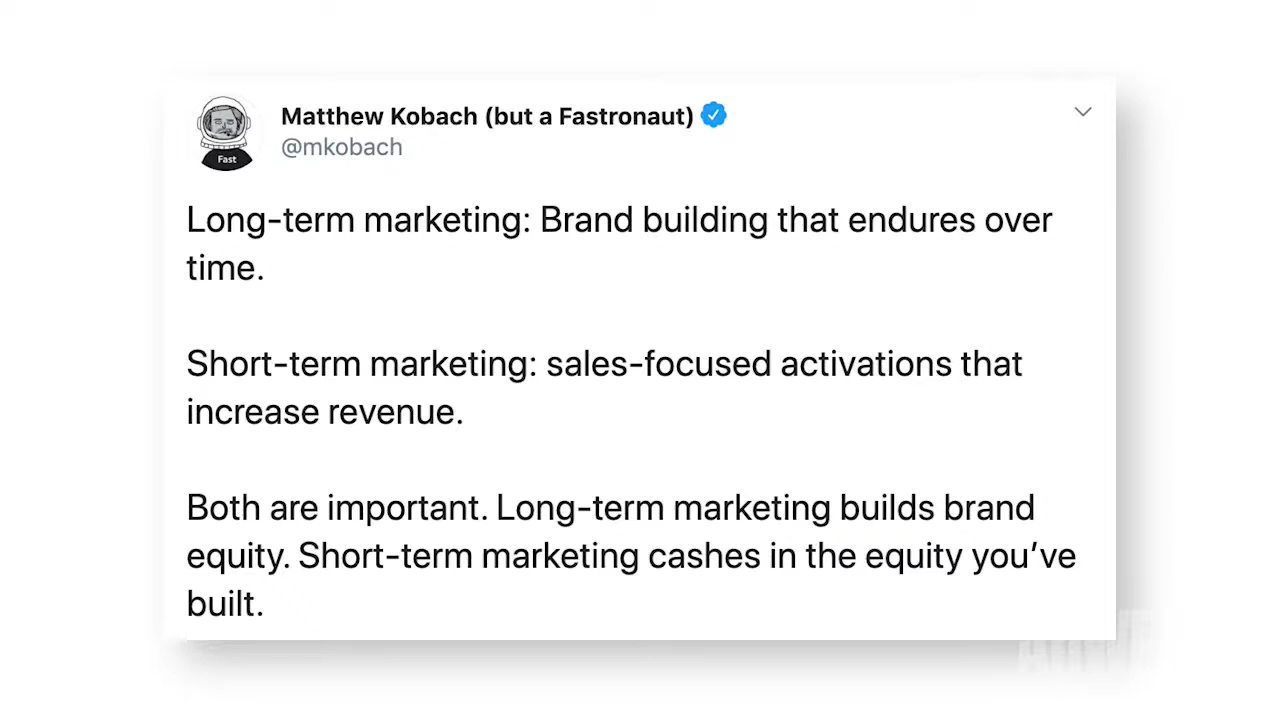 Fast
Matthew Kobach (but a Fastronaut)
@mkobach
Long-term marketing: Brand building that endures over
time.
Short-term marketing: sales-focused activations that
increase revenue.
Both are important. Long-term marketing builds brand
equity. Short-term marketing cashes in the equity you’ve
built.